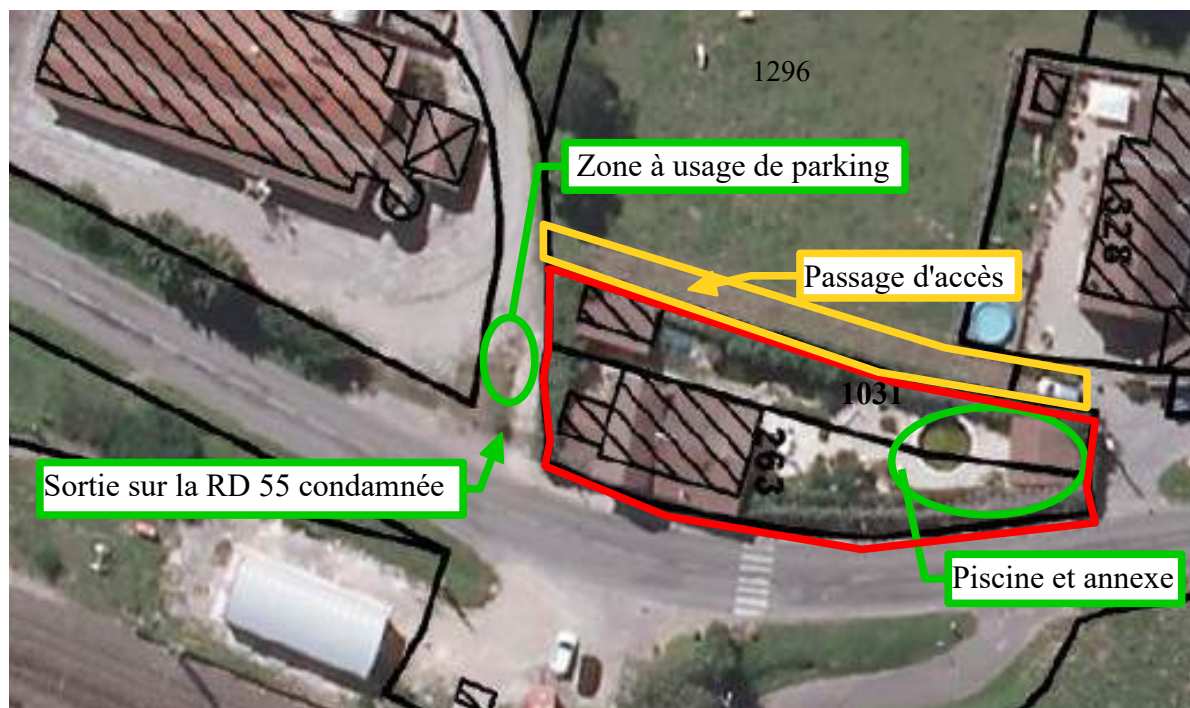 1296
Zone à usage de parking
1328
Passage d'accès
1031
263
Sortie sur la RD 55 condamnée
Piscine et annexe